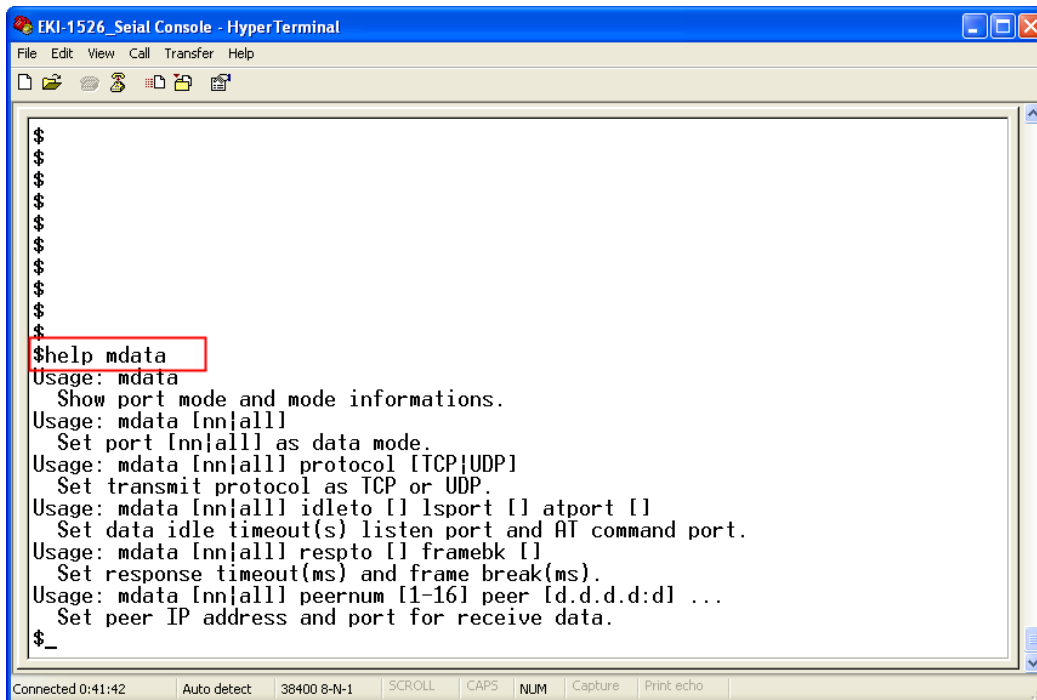 EKI-1526_Seial Console - HyperTerminal
File Edit View Call Transfer Help
$
$
$
$
$
$
$
$
$
$
$help mdata
Usage: mdata
Show port mode and mode informations.
Usage: mdata [nn|all]
Set port [nn|all] as data mode.
Usage: mdata [nn|all] protocol [TCP|UDP]
Set transmit protocol as TCP or UDP.
Usage: mdata [nn|all] idleto [] lsport [] atport []
Set data idle timeout(s) listen port and AT command port.
Usage: mdata [nn|all] respto [] framebk []
Set response timeout(ms) and frame break(ms).
Usage: mdata [nn|all] peernum [1-16] peer [d.d.d.d:d] ...
Set peer IP address and port for receive data.
$_
Connected 0:41:42 Auto detect 38400 8-N-1 SCROLL CAPS NUM Capture Print echo